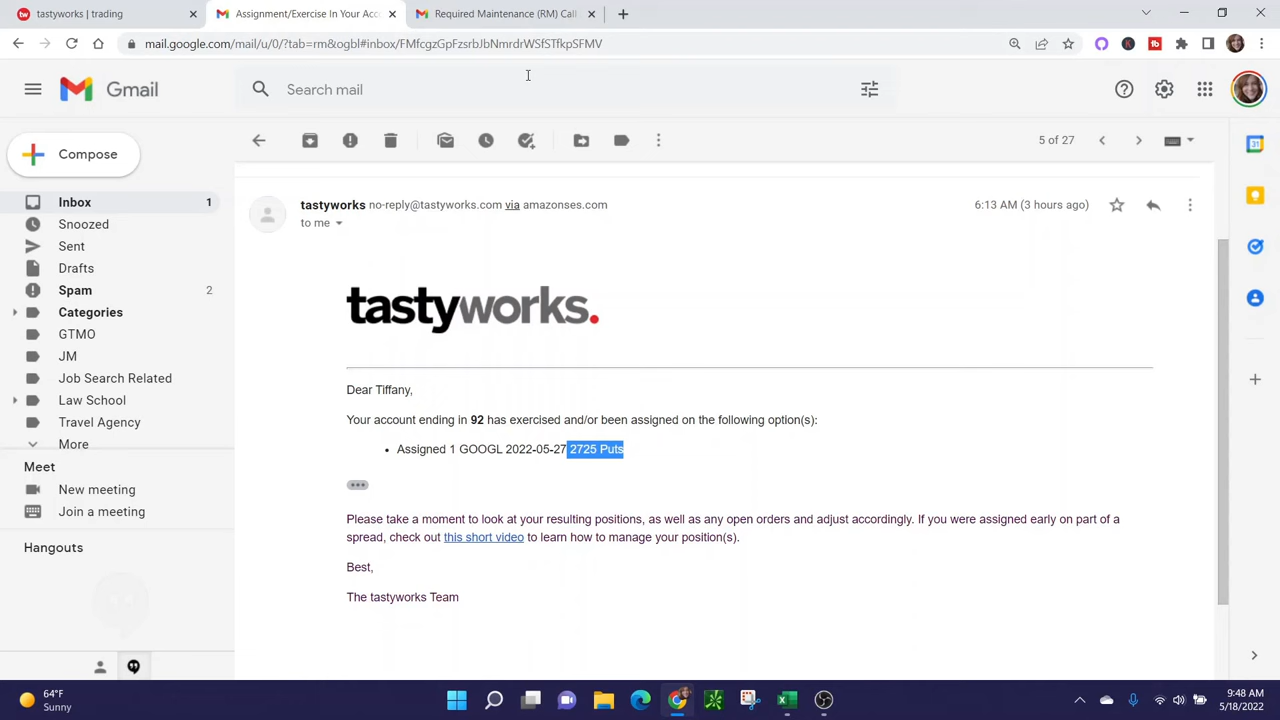 tastyworks | trading
Assignment/Exercise In Your Acc
Required Maintenance (RM) Call
mail.google.com/mail/u/0/?tab=rm&ogbl#inbox/FMfcgzGpFzsrbJbNmrdrWSfSTfkpSFMV
Gmail
Search mail
Compose
5 of 27
Inbox 1
Snoozed
Sent
Drafts
Spam 2
Categories
GTMO
JM
Job Search Related
Law School
Travel Agency
More
Meet
New meeting
Join a meeting
Hangouts
tastyworks no-reply@tastyworks.com via amazonses.com
6:13 AM (3 hours ago)
to me
tastyworks.
Dear Tiffany,
Your account ending in 92 has exercised and/or been assigned on the following option(s):
• Assigned 1 GOOGL 2022-05-27 2725 Puts
Please take a moment to look at your resulting positions, as well as any open orders and adjust accordingly. If you were assigned early on part of a
spread, check out this short video to learn how to manage your position(s).
Best,
The tastyworks Team
64°F
Sunny
9:48 AM
5/18/2022